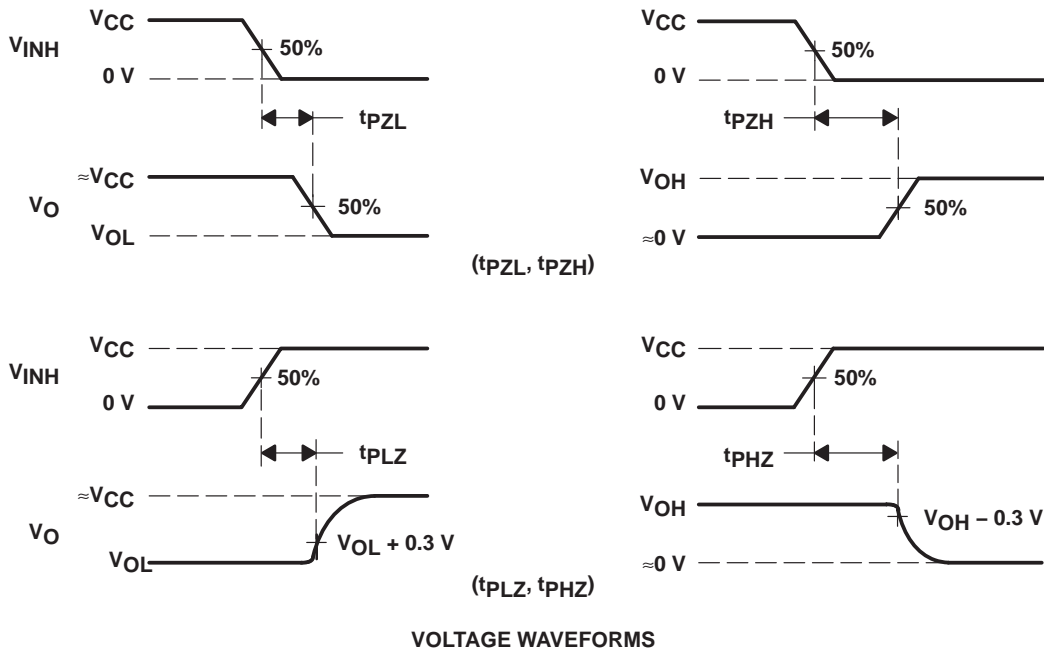 VCC
VINH
50%
0 V
tPZL
≈VCC
VO
50%
VOL
VCC
50%
0 V
tPZH
VOH
50%
≈0 V
(tPZL, tPZH)
VCC
VINH
50%
0 V
tPLZ
≈VCC
VO
VOL + 0.3 V
VOL
VCC
50%
0 V
tPHZ
VOH
VOH – 0.3 V
≈0 V
(tPLZ, tPHZ)
VOLTAGE WAVEFORMS